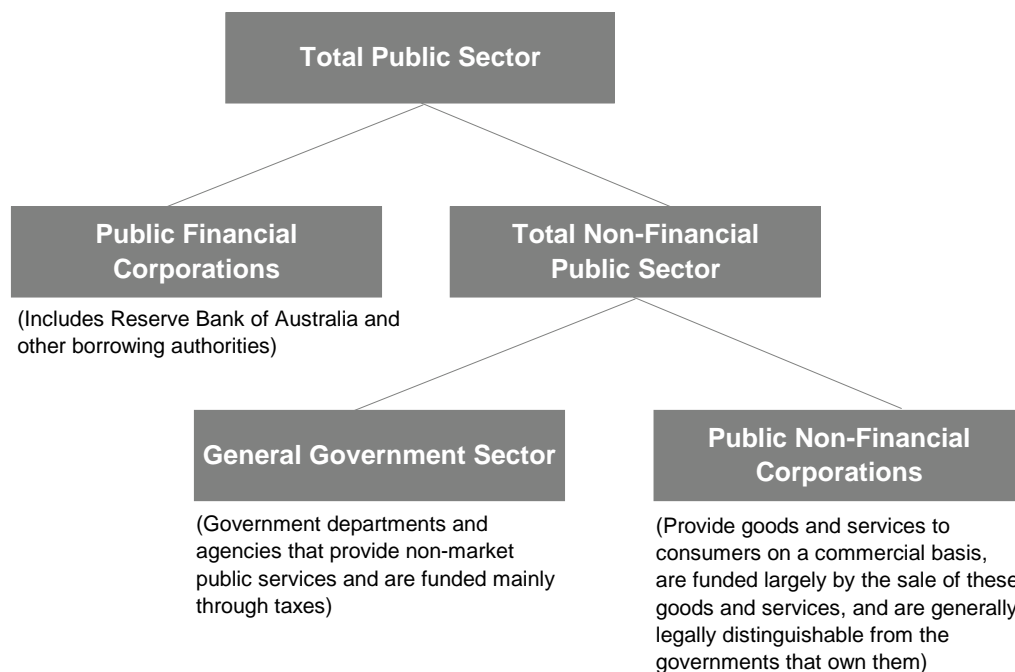 Total Public Sector
Public Financial
Corporations
Total Non-Financial
Public Sector
(Includes Reserve Bank of Australia and
other borrowing authorities)
General Government Sector
Public Non-Financial
Corporations
(Government departments and
agencies that provide non-market
public services and are funded mainly
through taxes)
(Provide goods and services to
consumers on a commercial basis,
are funded largely by the sale of these
goods and services, and are generally
legally distinguishable from the
governments that own them)